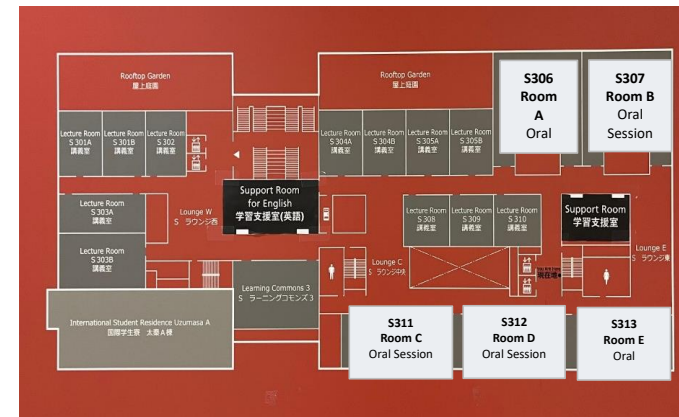 Rooftop Garden
屋上庭園
Rooftop Garden
屋上庭園
S306
Room
A
Oral
S307
Room B
Oral
Session
Lecture Room
S 301A
講義室
Lecture Room
S 301B
講義室
Lecture Room
S 302
講義室
Lecture Room
S 304A
講義室
Lecture Room
S 304B
講義室
Lecture Room
S 305A
講義室
Lecture Room
S 305B
講義室
Support Room
for English
学習支援室(英語)
Lecture Room
S 303A
講義室
Lounge W
S ラウンジ西
Lecture Room
S 308
講義室
Lecture Room
S 309
講義室
Lecture Room
S 310
講義室
Support Room
学習支援室
Lecture Room
S 303B
講義室
Lounge C
S ラウンジ中央
Lounge E
S ラウンジ東
現在地
Learning Commons 3
S ラーニングコモンズ 3
International Student Residence Uzumasa A
国際学生寮 太秦A棟
S311
Room C
Oral Session
S312
Room D
Oral Session
S313
Room E
Oral